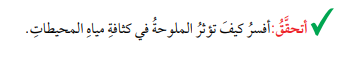 أتحقَّقُ: أفسرُ كيفَ تؤثرُ الملوحةُ في كثافةِ مياهِ المحيطاتِ.